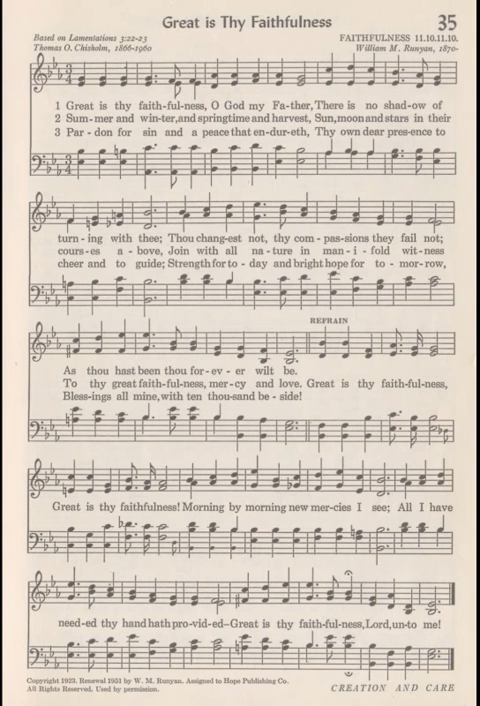 Great is Thy Faithfulness 35
Based on Lamentations 3:22-23 FAITHFULNESS 11.10.11.10.
Thomas O. Chisholm, 1866-1960 William M. Runyan, 1870-
1 Great is thy faith-ful-ness, O God my Fa-ther, There is no shad-ow of
2 Sum-mer and win-ter, and springtime and harvest, Sun, moon and stars in their
3 Par-don for sin and a peace that en-dur-eth, Thy own dear pres-ence to
turn-ing with thee; Thou chang-est not, thy com-pas-sions they fail not;
cours-es a-bove, Join with all na-ture in man-i-fold wit-ness
cheer and to guide; Strength for to-day and bright hope for to-mor-row,
REFRAIN
As thou hast been thou for-ev-er wilt be.
To thy great faith-ful-ness, mer-cy and love. Great is thy faith-ful-ness,
Bless-ings all mine, with ten thou-sand be-side!
Great is thy faithfulness! Morning by morning new mer-cies I see; All I have
need-ed thy hand hath pro-vid-ed—Great is thy faith-ful-ness, Lord, un-to me!
Copyright 1923. Renewal 1951 by W. M. Runyan. Assigned to Hope Publishing Co.
All Rights Reserved. Used by permission. CREATION AND CARE